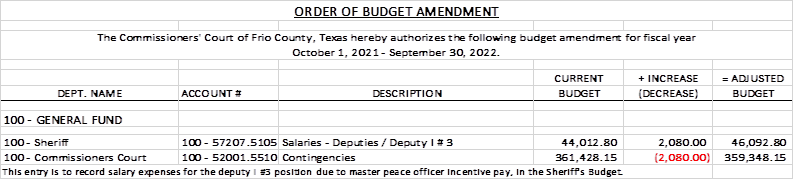 ORDER OF BUDGET AMENDMENT
The Commissioners' Court of Frio County, Texas hereby authorizes the following budget amendment for fiscal year
October 1, 2021 - September 30, 2022.
CURRENT + INCREASE = ADJUSTED
DEPT. NAME ACCOUNT # DESCRIPTION BUDGET (DECREASE) BUDGET
100 - GENERAL FUND
100 - Sheriff 100 - 57207.5105 Salaries - Deputies / Deputy I # 3 44,012.80 2,080.00 46,092.80
100 - Commissioners Court 100 - 52001.5510 Contingencies 361,428.15 (2,080.00) 359,348.15
This entry is to record salary expenses for the deputy I #3 position due to master peace officer incentive pay, in the Sheriff's Budget.